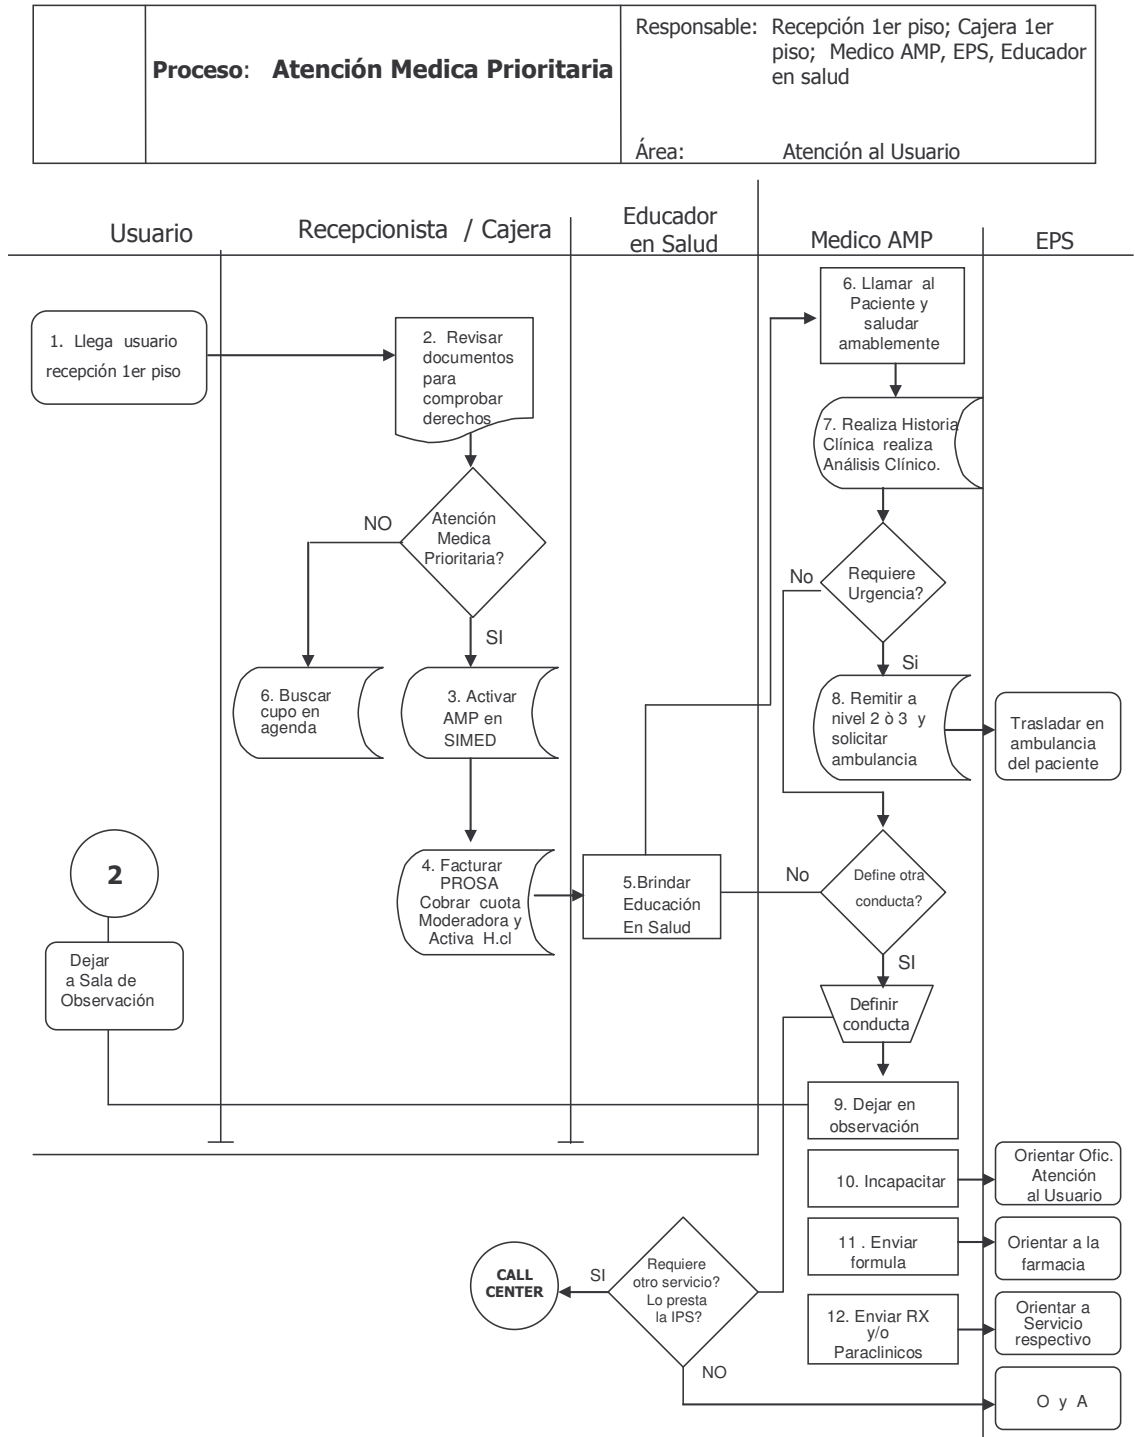 Proceso: Atención Medica Prioritaria
Responsable: Recepción 1er piso; Cajera 1er
piso; Medico AMP, EPS, Educador
en salud
Área: Atención al Usuario
Usuario
Recepcionista / Cajera
Educador
en Salud
Medico AMP
EPS
1. Llega usuario
recepción 1er piso
2. Revisar
documentos
para
comprobar
derechos
6. Llamar al
Paciente y
saludar
amablemente
7. Realiza Historia
Clínica realiza
Análisis Clínico.
NO
Atención
Medica
Prioritaria?
SI
No
Requiere
Urgencia?
Si
6. Buscar
cupo en
agenda
3. Activar
AMP en
SIMED
8. Remitir a
nivel 2 ò 3 y
solicitar
ambulancia
Trasladar en
ambulancia
del paciente
2
4. Facturar
PROSA
Cobrar cuota
Moderadora y
Activa H.cl
5.Brindar
Educación
En Salud
No
Define otra
conducta?
SI
Dejar
a Sala de
Observación
Definir
conducta
9. Dejar en
observación
10. Incapacitar
Orientar Ofic.
Atención
al Usuario
11 . Enviar
formula
Orientar a la
farmacia
CALL
CENTER
SI
Requiere
otro servicio?
Lo presta
la IPS?
NO
12. Enviar RX
y/o
Paraclinicos
Orientar a
Servicio
respectivo
O y A